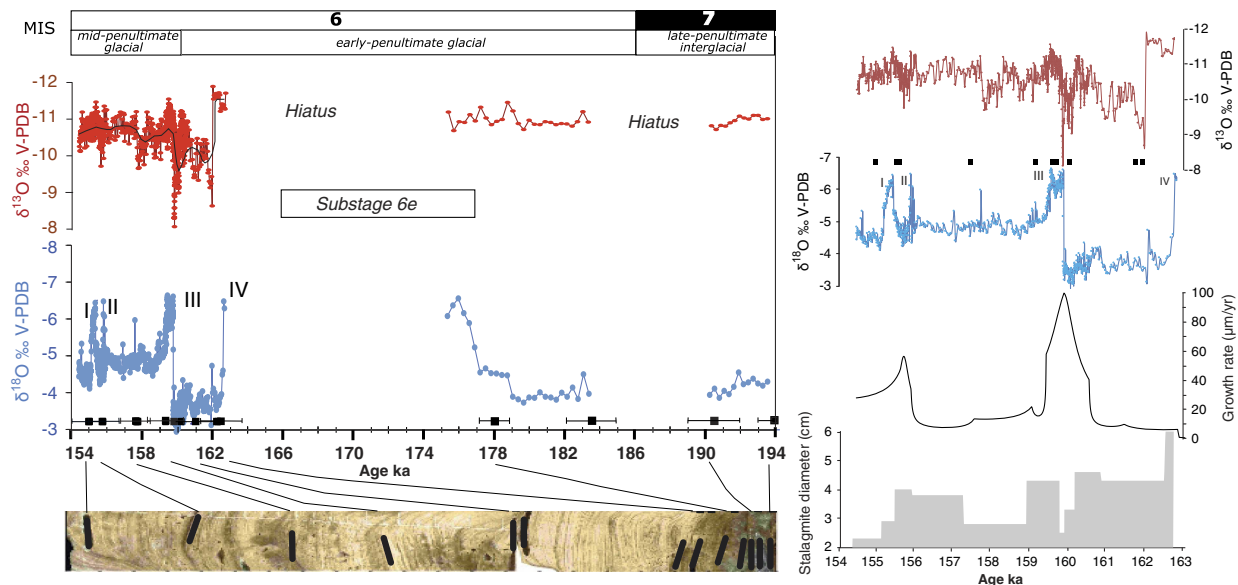 MIS
6
7
mid-penultimate
glacial
early-penultimate glacial
late-penultimate
interglacial
δ13O ‰ V-PDB
-12
-11
-10
-9
-8
Hiatus
Hiatus
Substage 6e
δ18O ‰ V-PDB
-8
-7
-6
-5
-4
-3
I
II
III
IV
154
158
162
166
170
174
178
182
186
190
194
Age ka
-12
-11
-10
-9
-8
δ13O ‰ V-PDB
δ18O ‰ V-PDB
-7
-6
-5
-4
-3
I
II
III
IV
100
80
60
40
20
0
Growth rate (µm/yr)
Stalagmite diameter (cm)
6
5
4
3
2
154
155
156
157
158
159
160
161
162
163
Age ka